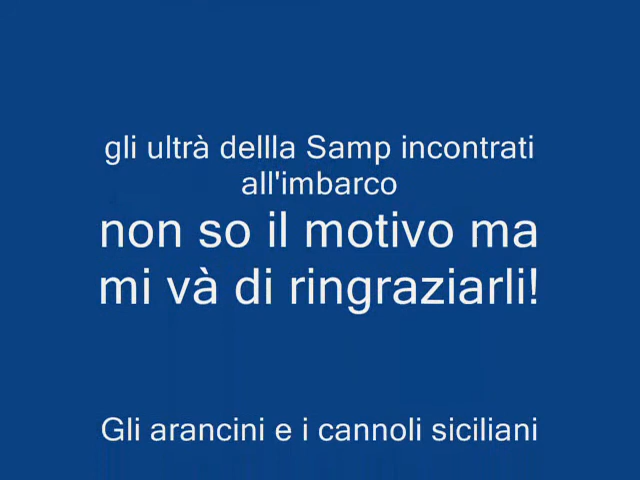 gli ultrà dellla Samp incontrati
all'imbarco
non so il motivo ma
mi và di ringraziarli!
Gli arancini e i cannoli siciliani